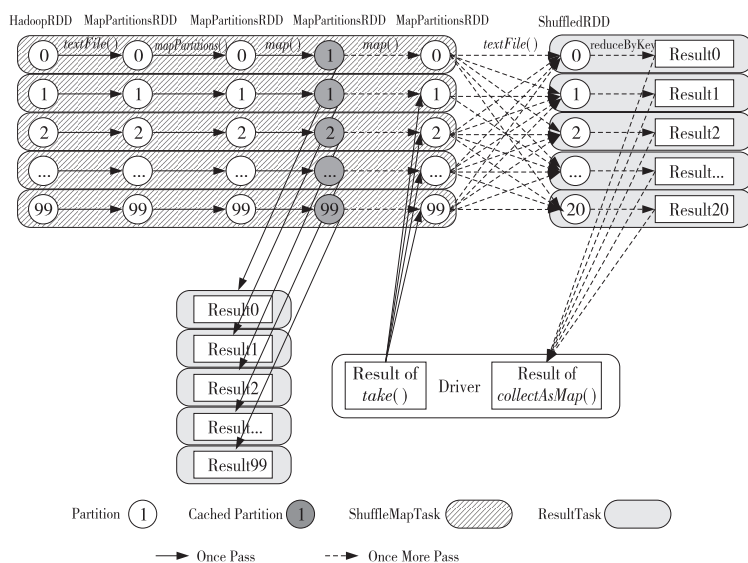 HadoopRDD MapPartitionsRDD MapPartitionsRDD MapPartitionsRDD MapPartitionsRDD ShuffledRDD
textFile() mapPartitions() map() map() textFile() reduceByKey
0 0 0 1 0 0 Result0
1 1 1 1 1 1 Result1
2 2 2 2 2 2 Result2
... ... ... ... ... ... Result...
99 99 99 99 99 20 Result20
Result0
Result1
Result2
Result...
Result99
Result of take() Driver Result of collectAsMap()
Partition 1 Cached Partition 1 ShuffleMapTask ResultTask
Once Pass Once More Pass